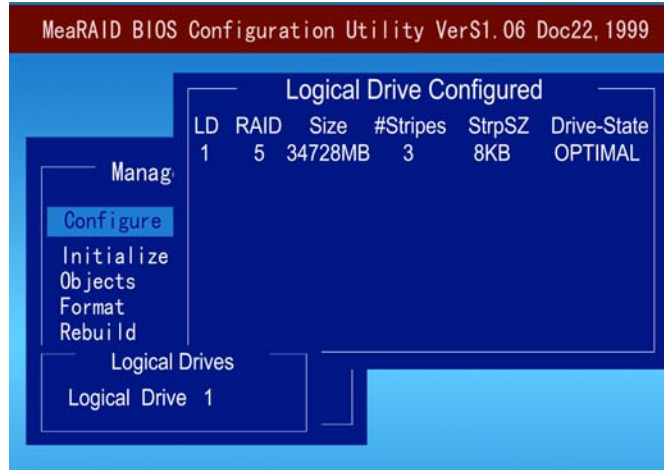 MeaRAID BIOS Configuration Utility VerS1.06 Doc22,1999
Logical Drive Configured
LD RAID Size #Stripes StrpSZ Drive-State
1 5 34728MB 3 8KB OPTIMAL
Manag
Configure
Initialize
Objects
Format
Rebuild
Logical Drives
Logical Drive 1